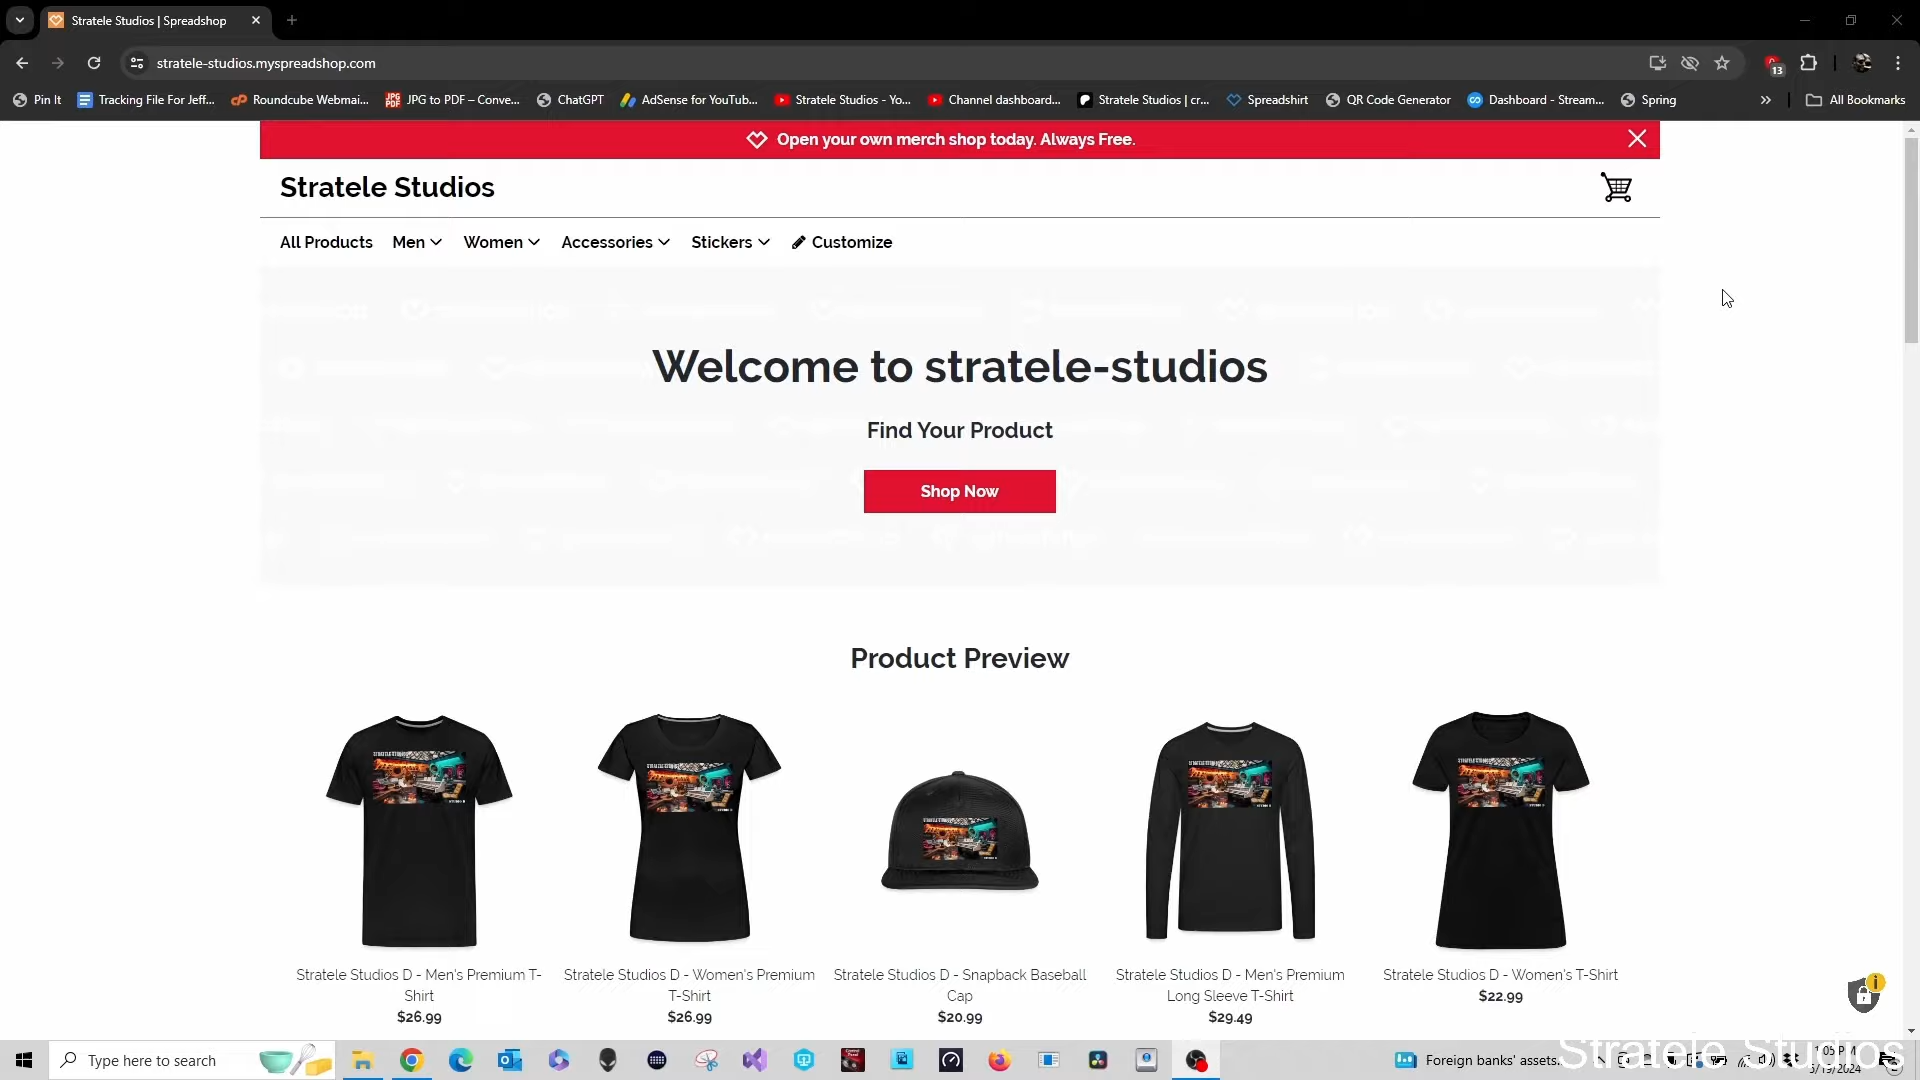 Stratele Studios | Spreadshop
stratele-studios.myspreadshop.com
13
Pin It
Tracking File For Jeff...
Roundcube Webmai...
JPG to PDF – Conve...
ChatGPT
AdSense for YouTub...
Stratele Studios - Yo...
Channel dashboard...
Stratele Studios | cr...
Spreadshirt
QR Code Generator
Dashboard - Stream...
Spring
All Bookmarks
Open your own merch shop today. Always Free.
Stratele Studios
All Products Men Women Accessories Stickers Customize
Welcome to stratele-studios
Find Your Product
Shop Now
Product Preview
Stratele Studios D - Men's Premium T-
Shirt
$26.99
Stratele Studios D - Women's Premium
T-Shirt
$26.99
Stratele Studios D - Snapback Baseball
Cap
$20.99
Stratele Studios D - Men's Premium
Long Sleeve T-Shirt
$29.49
Stratele Studios D - Women's T-Shirt
$22.99
Type here to search
Foreign banks' assets...
1:05 PM
Stratele Studios